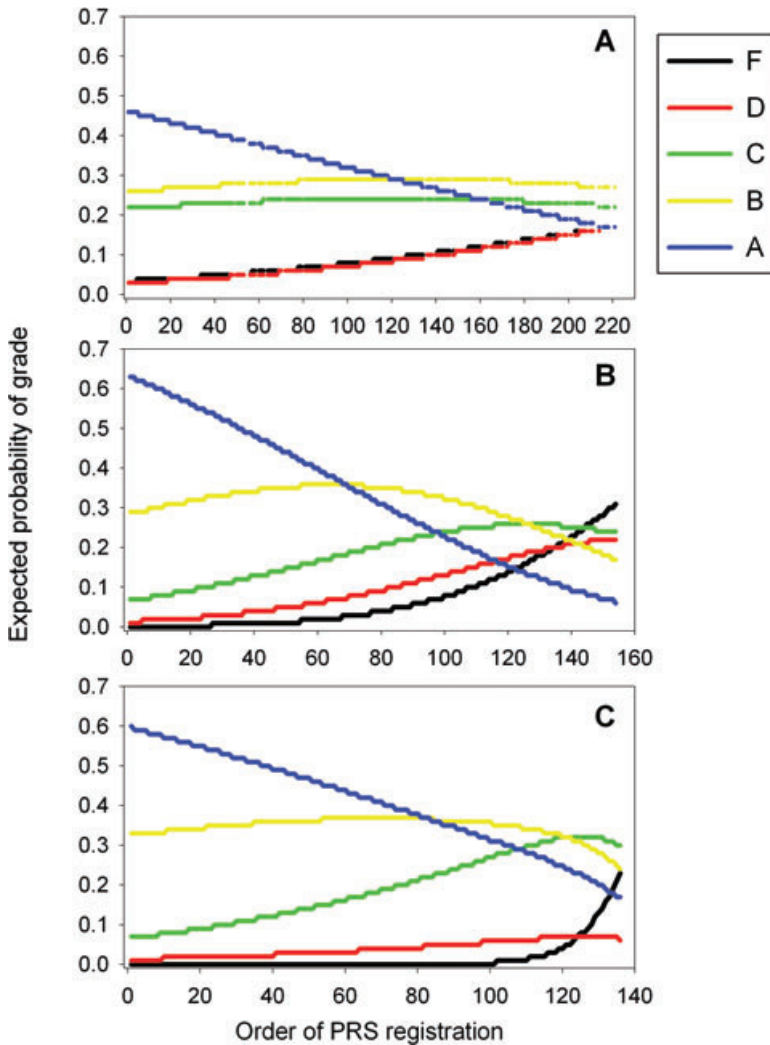 0.7
A
0.6
0.5
0.4
0.3
0.2
0.1
0.0
0 20 40 60 80 100 120 140 160 180 200 220
F
D
C
B
A
0.7
B
0.6
0.5
0.4
0.3
0.2
0.1
0.0
0 20 40 60 80 100 120 140 160
Expected probability of grade
0.7
C
0.6
0.5
0.4
0.3
0.2
0.1
0.0
0 20 40 60 80 100 120 140
Order of PRS registration